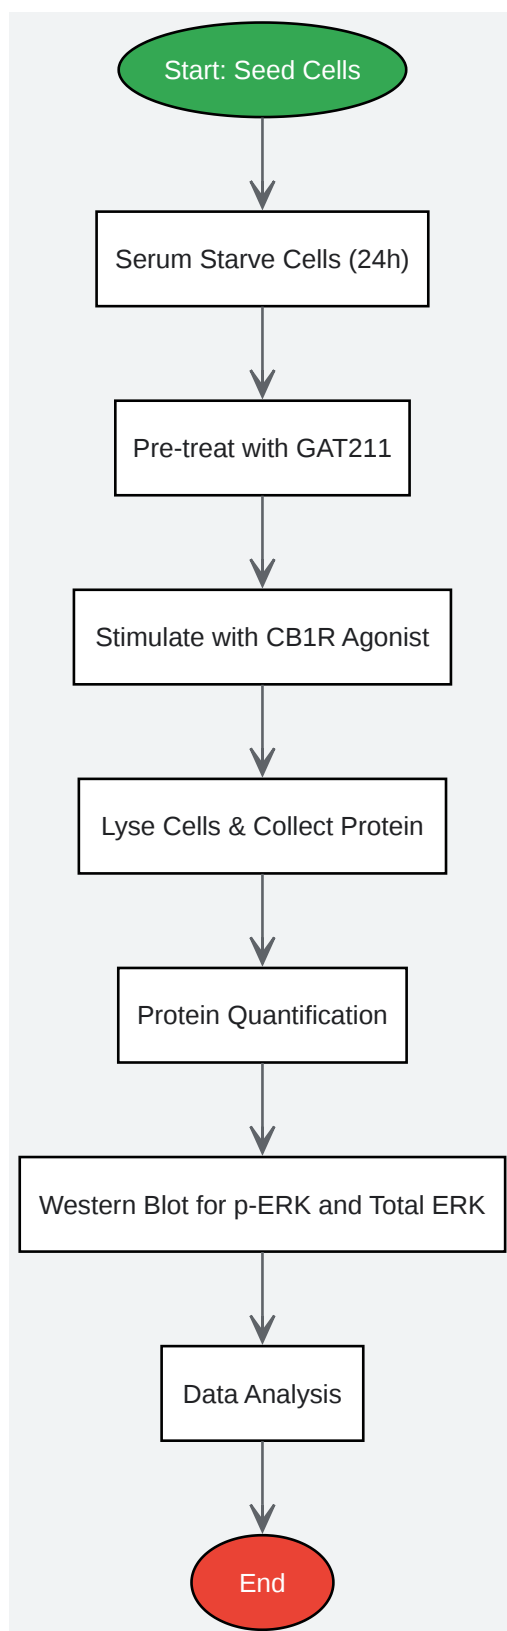 Start: Seed Cells
Serum Starve Cells (24h)
Pre-treat with GAT211
Stimulate with CB1R Agonist
Lyse Cells & Collect Protein
Protein Quantification
Western Blot for p-ERK and Total ERK
Data Analysis
End